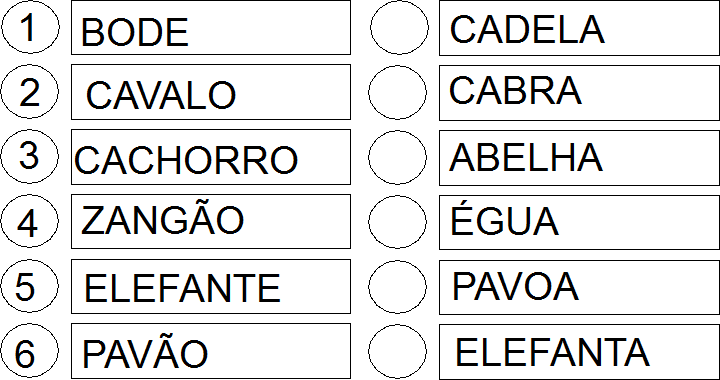 1 BODE CADELA
2 CAVALO CABRA
3 CACHORRO ABELHA
4 ZANGÃO ÉGUA
5 ELEFANTE PAVOA
6 PAVÃO ELEFANTA